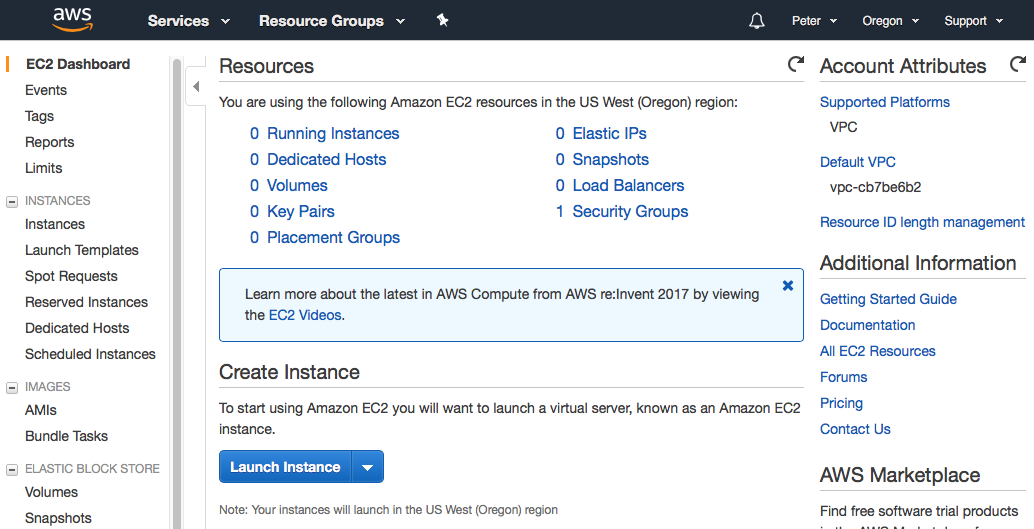 aws
Services
Resource Groups
Peter
Oregon
Support
EC2 Dashboard
Events
Tags
Reports
Limits
INSTANCES
Instances
Launch Templates
Spot Requests
Reserved Instances
Dedicated Hosts
Scheduled Instances
IMAGES
AMIs
Bundle Tasks
ELASTIC BLOCK STORE
Volumes
Snapshots
Resources
You are using the following Amazon EC2 resources in the US West (Oregon) region:
0 Running Instances
0 Elastic IPs
0 Dedicated Hosts
0 Snapshots
0 Volumes
0 Load Balancers
0 Key Pairs
1 Security Groups
0 Placement Groups
Learn more about the latest in AWS Compute from AWS re:Invent 2017 by viewing
the EC2 Videos.
Create Instance
To start using Amazon EC2 you will want to launch a virtual server, known as an Amazon EC2
instance.
Launch Instance
Note: Your instances will launch in the US West (Oregon) region
Account Attributes
Supported Platforms
VPC
Default VPC
vpc-cb7be6b2
Resource ID length management
Additional Information
Getting Started Guide
Documentation
All EC2 Resources
Forums
Pricing
Contact Us
AWS Marketplace
Find free software trial products